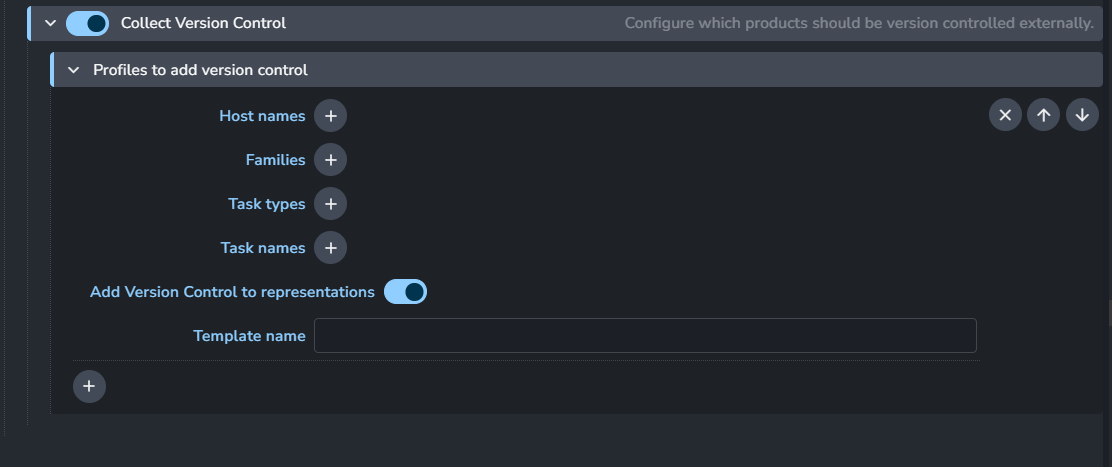 Collect Version Control
Configure which products should be version controlled externally.
Profiles to add version control
Host names
Families
Task types
Task names
Add Version Control to representations
Template name